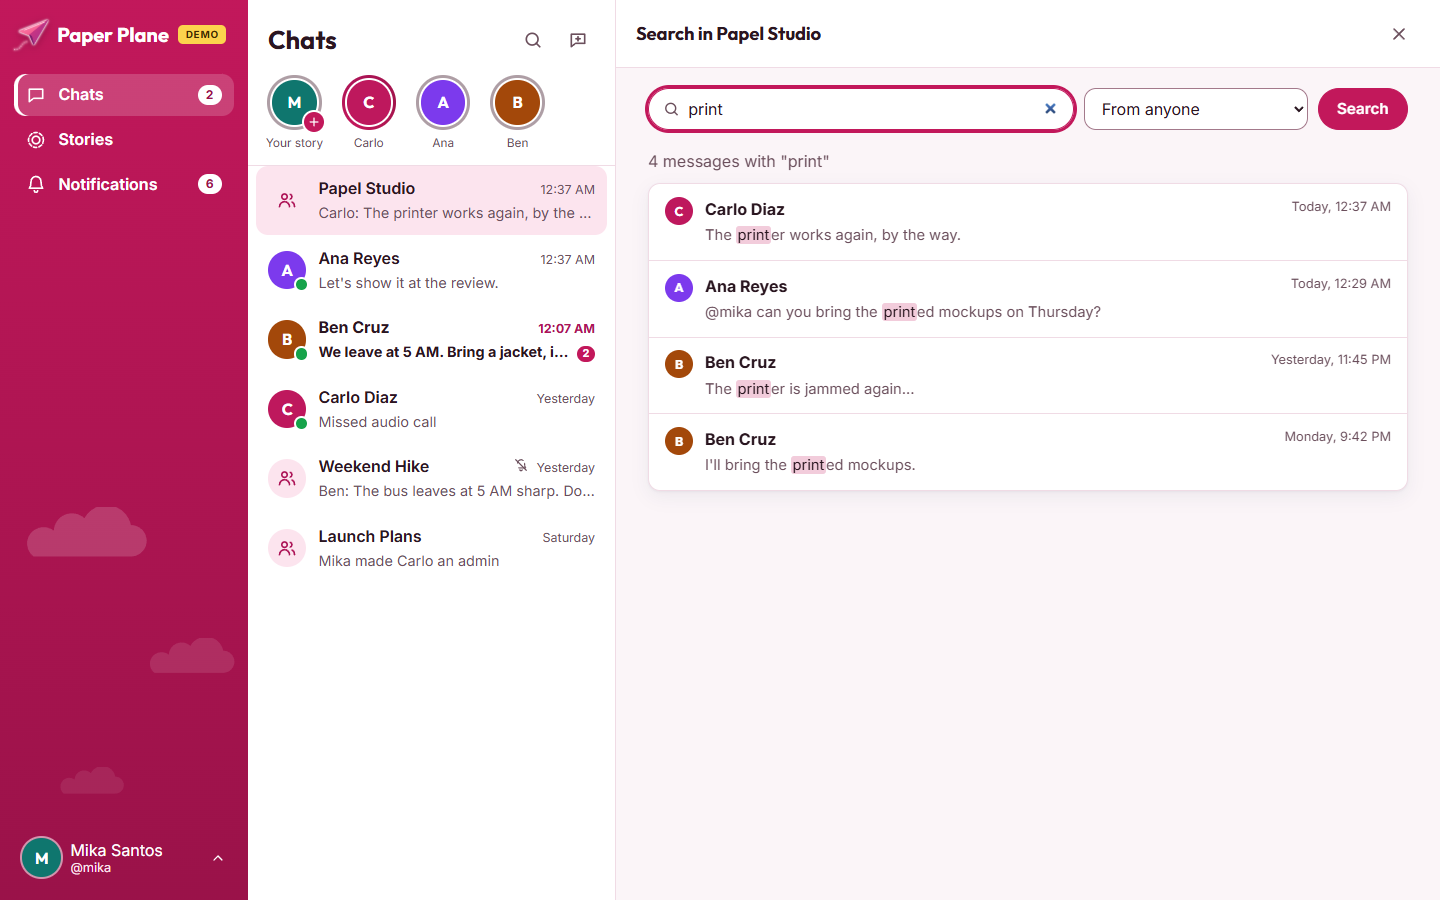 Paper Plane DEMO
Chats 2
Stories
Notifications 6
Mika Santos
@mika
M
Chats
M
C
A
B
Your story
Carlo
Ana
Ben
Papel Studio 12:37 AM
Carlo: The printer works again, by the ...
A
Ana Reyes 12:37 AM
Let's show it at the review.
B
Ben Cruz 12:07 AM
We leave at 5 AM. Bring a jacket, i... 2
C
Carlo Diaz Yesterday
Missed audio call
Weekend Hike Yesterday
Ben: The bus leaves at 5 AM sharp. Do...
Launch Plans Saturday
Mika made Carlo an admin
Search in Papel Studio
print
From anyone
Search
4 messages with "print"
C
Carlo Diaz Today, 12:37 AM
The printer works again, by the way.
A
Ana Reyes Today, 12:29 AM
@mika can you bring the printed mockups on Thursday?
B
Ben Cruz Yesterday, 11:45 PM
The printer is jammed again...
B
Ben Cruz Monday, 9:42 PM
I'll bring the printed mockups.